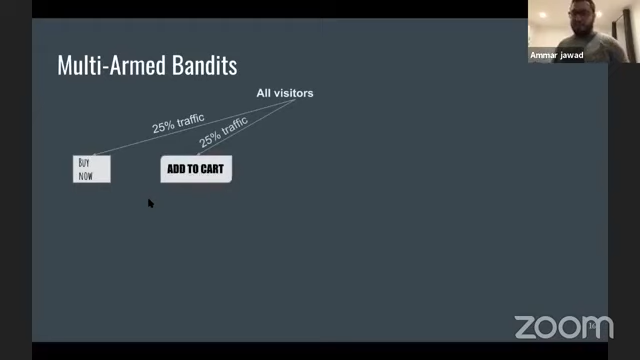 Ammar jawad
Multi-Armed Bandits
All visitors
25% traffic
25% traffic
BUY
NOW
ADD TO CART
zoom